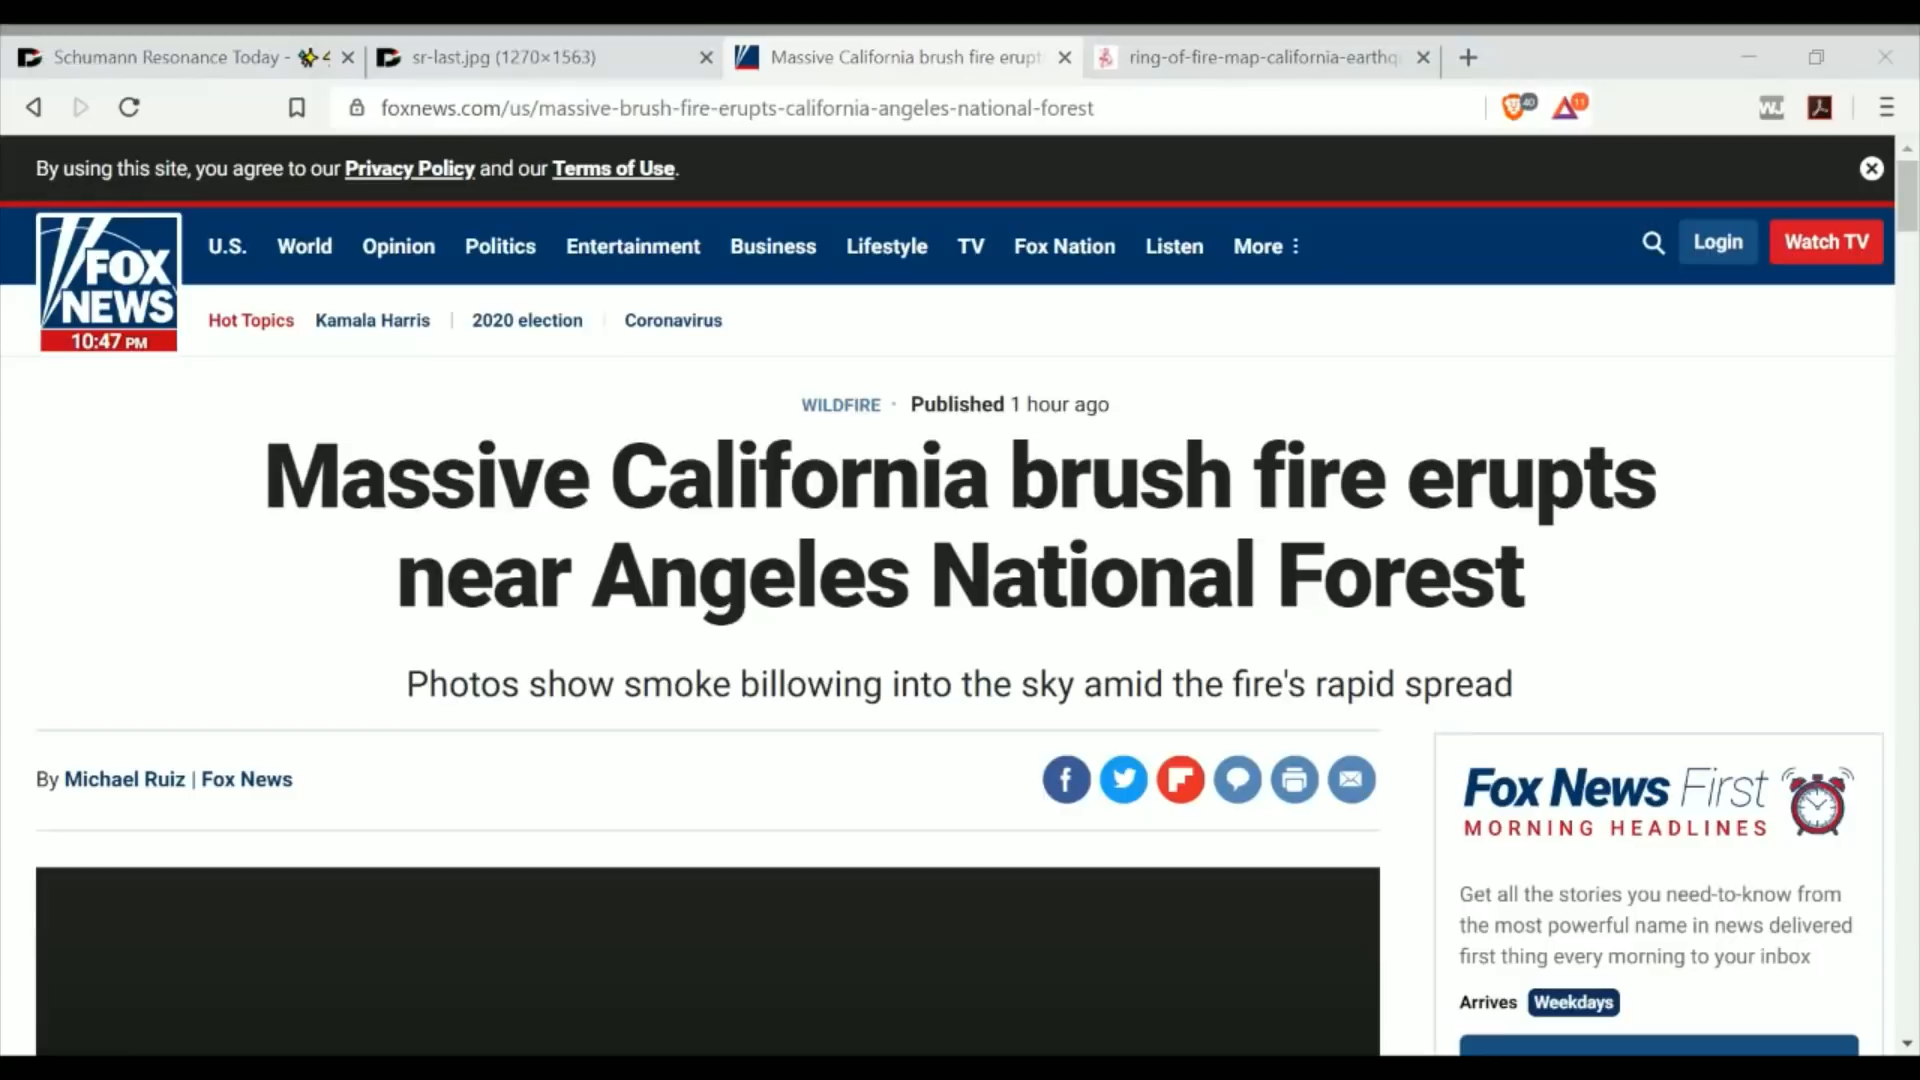 Schumann Resonance Today -
sr-last.jpg (1270×1563)
Massive California brush fire erupt
ring-of-fire-map-california-earthq
foxnews.com/us/massive-brush-fire-erupts-california-angeles-national-forest
40
11
By using this site, you agree to our Privacy Policy and our Terms of Use.
FOX
NEWS
10:47 PM
U.S. World Opinion Politics Entertainment Business Lifestyle TV Fox Nation Listen More
Login
Watch TV
Hot Topics Kamala Harris 2020 election Coronavirus
WILDFIRE · Published 1 hour ago
Massive California brush fire erupts
near Angeles National Forest
Photos show smoke billowing into the sky amid the fire's rapid spread
By Michael Ruiz | Fox News
Fox News First
MORNING HEADLINES
Get all the stories you need-to-know from
the most powerful name in news delivered
first thing every morning to your inbox
Arrives Weekdays